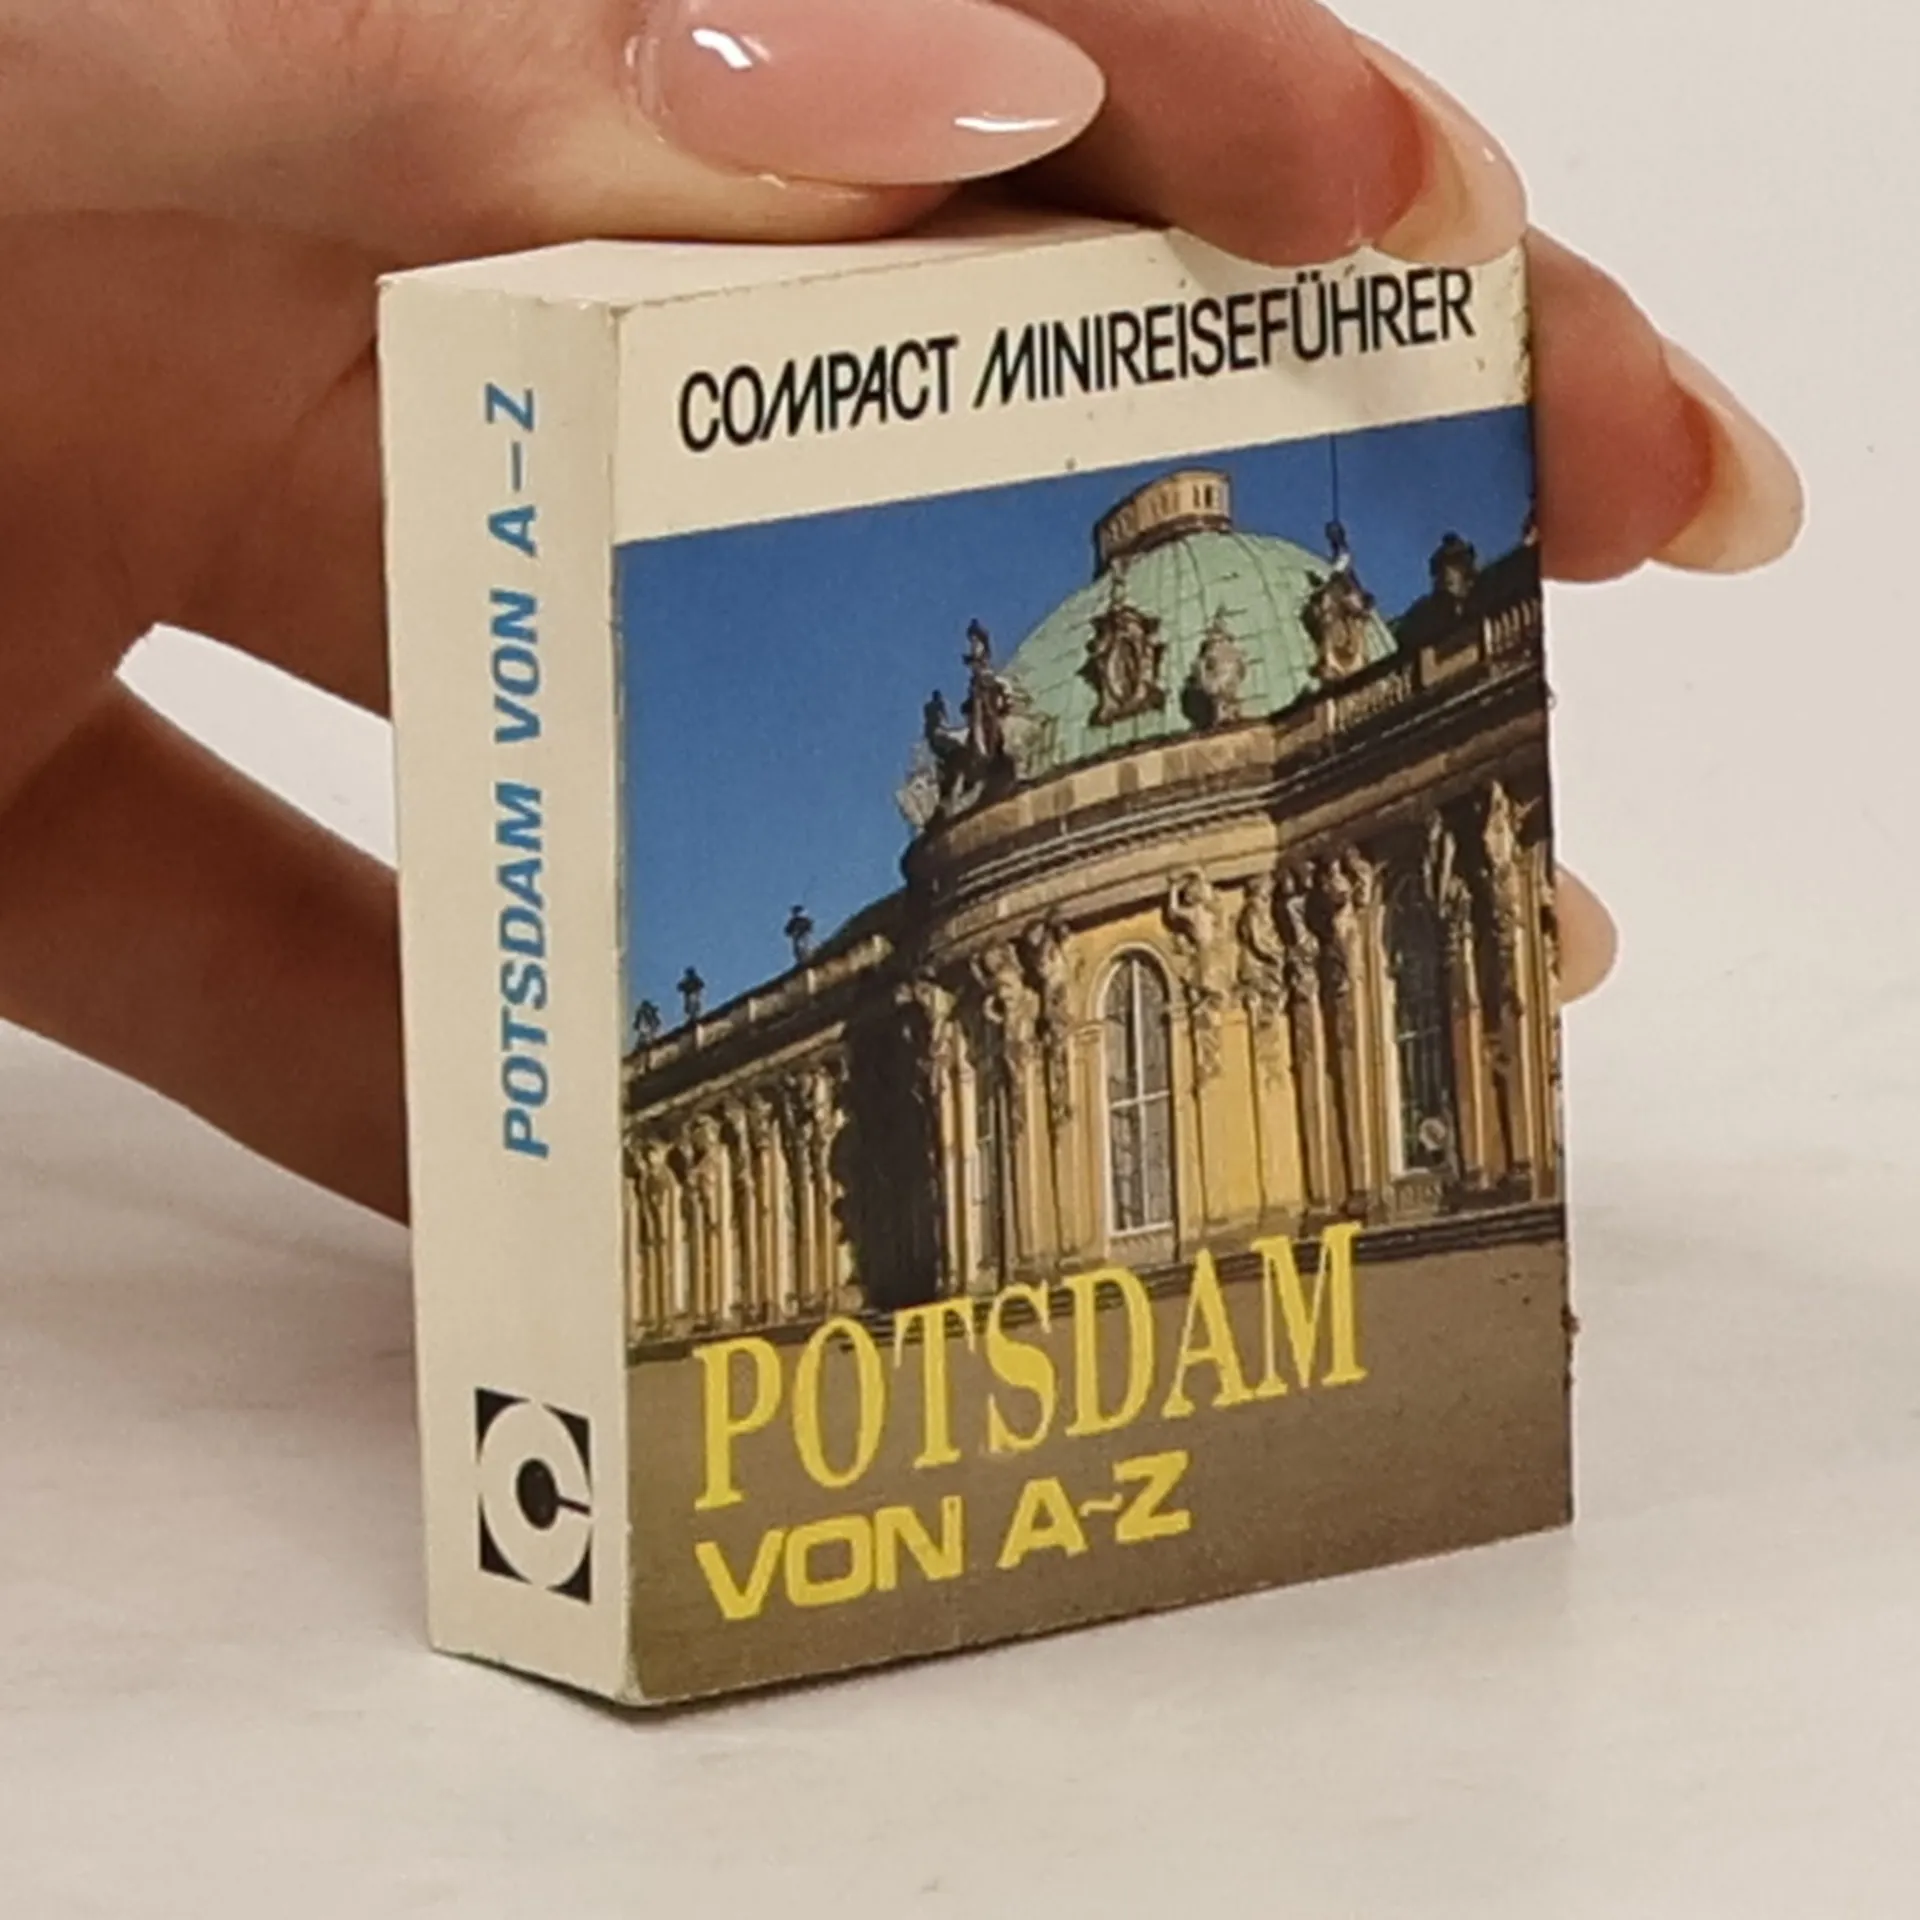 POTSDAM VON A–Z
COMPACT MINIREISEFÜHRER
POTSDAM
VON A~Z